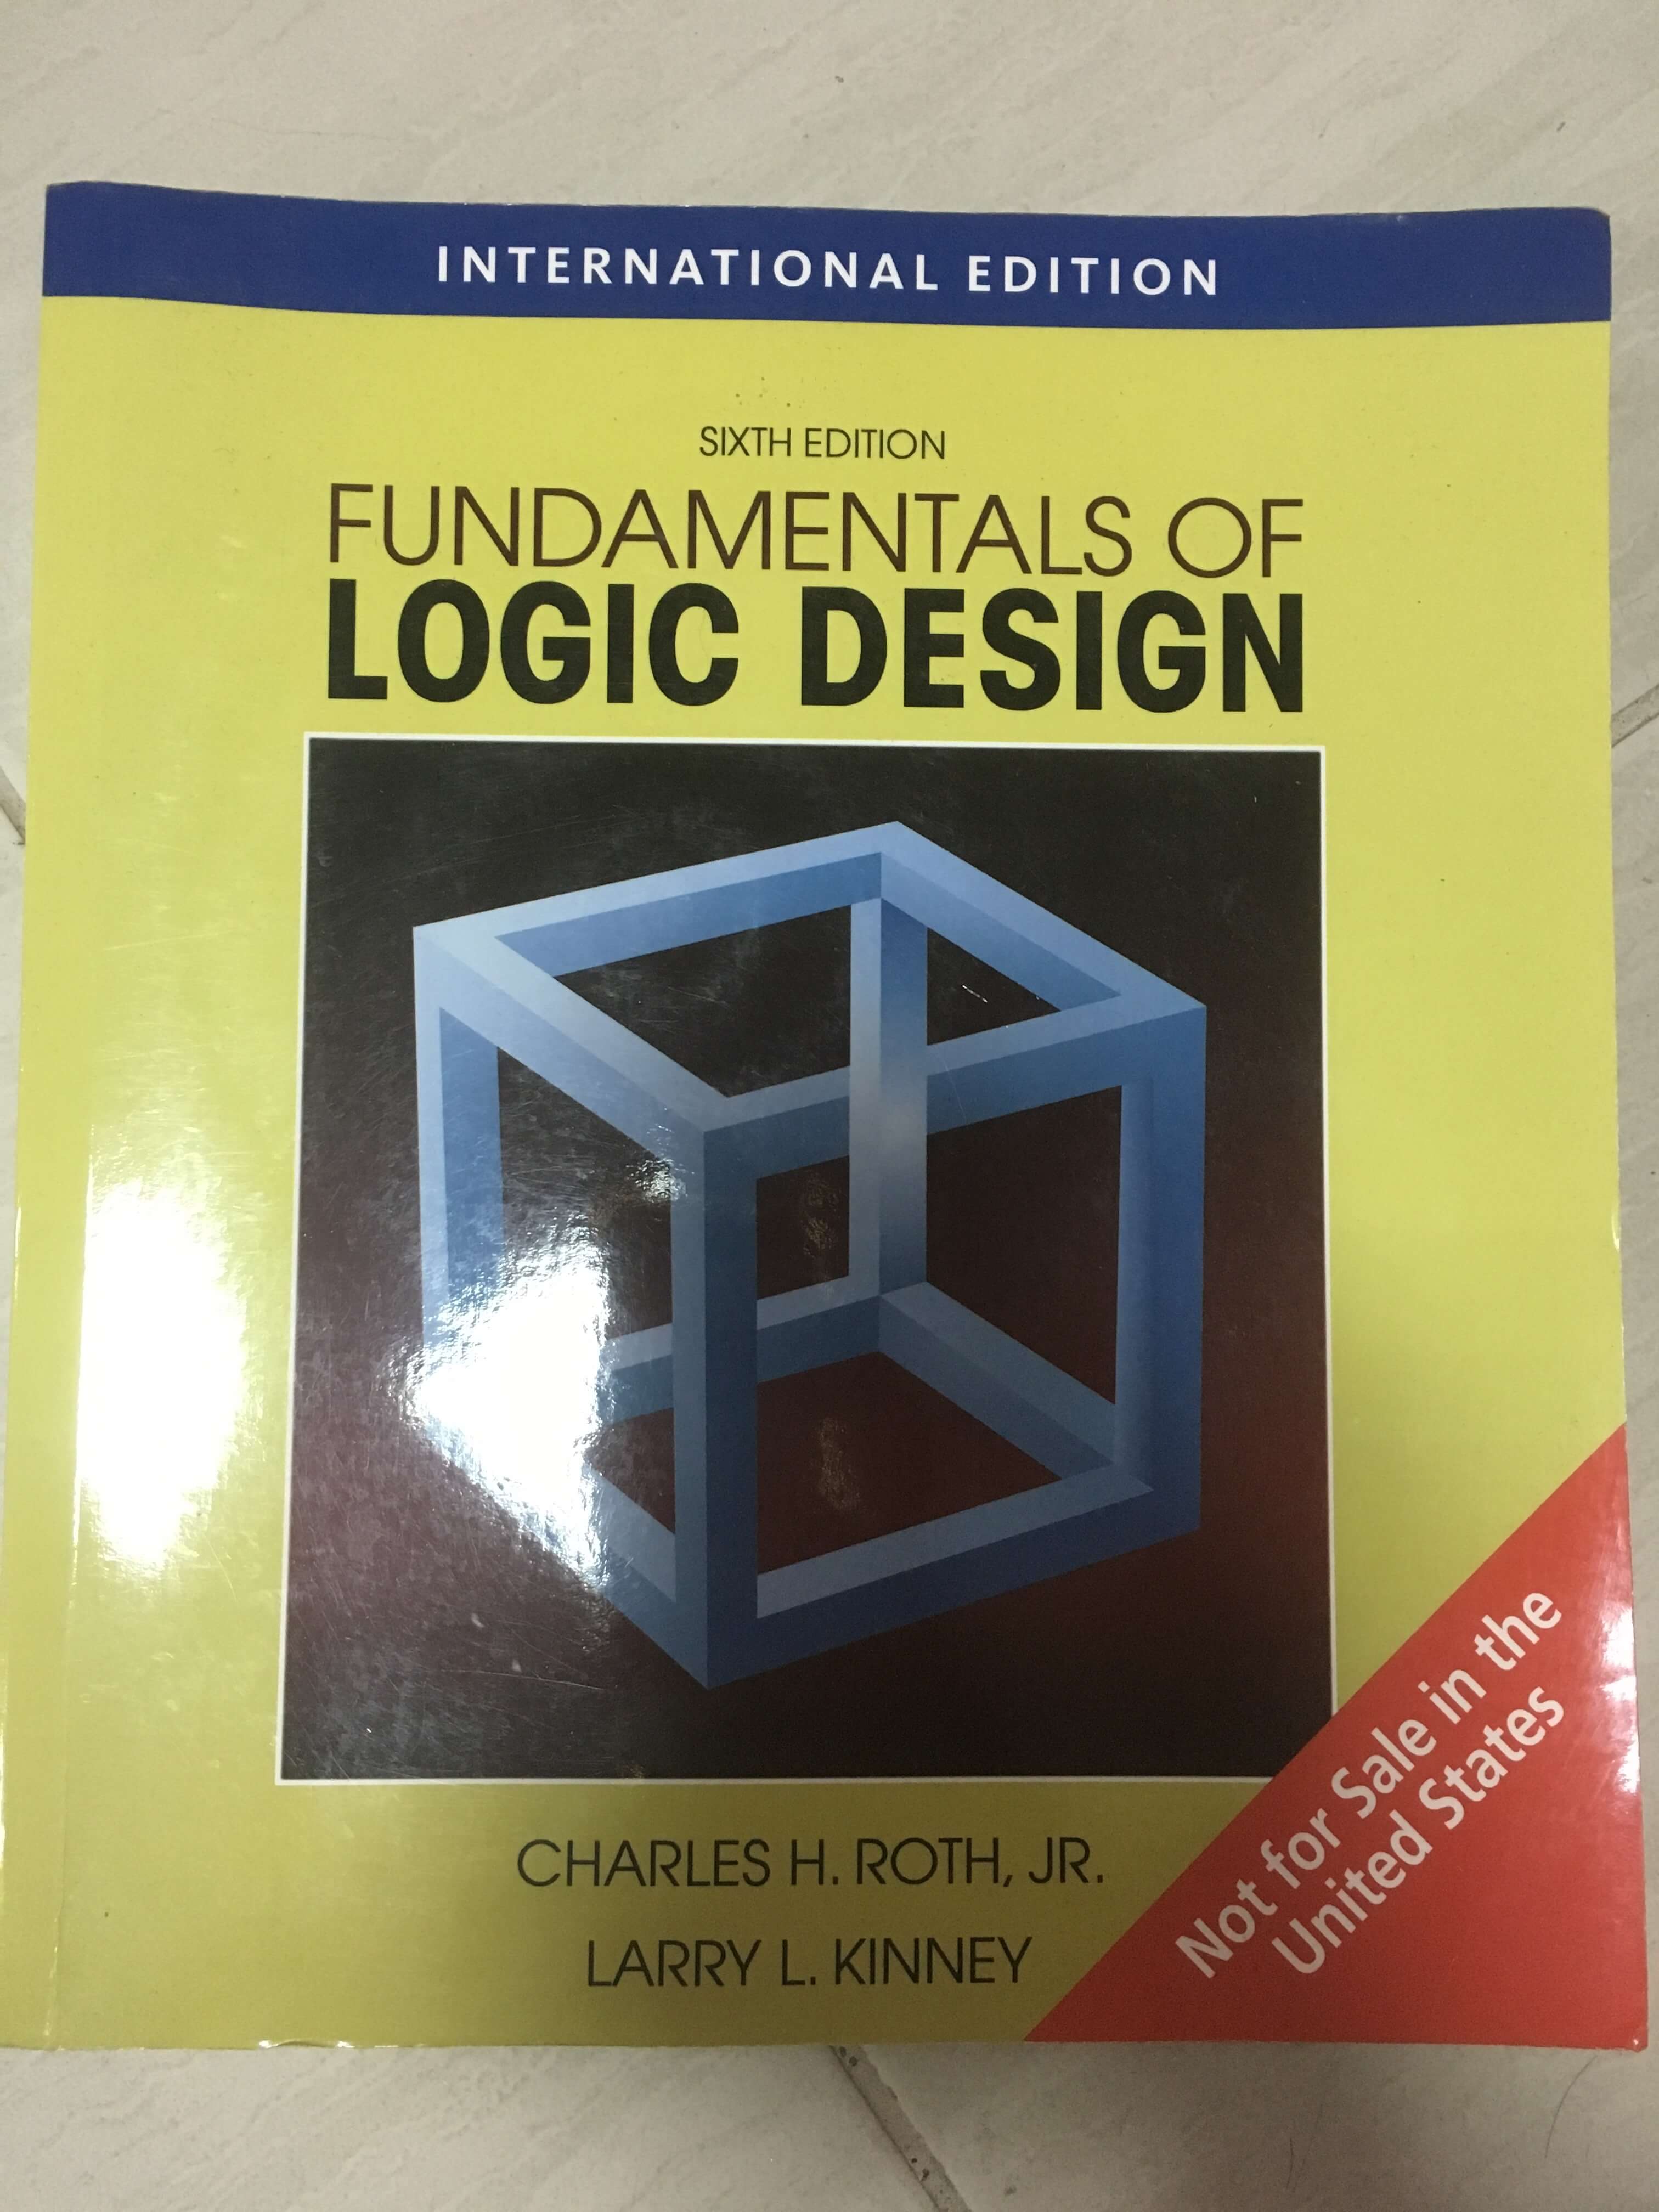 INTERNATIONAL EDITION
SIXTH EDITION
FUNDAMENTALS OF
LOGIC DESIGN
CHARLES H. ROTH, JR.
LARRY L. KINNEY
Not for Sale in the
United States